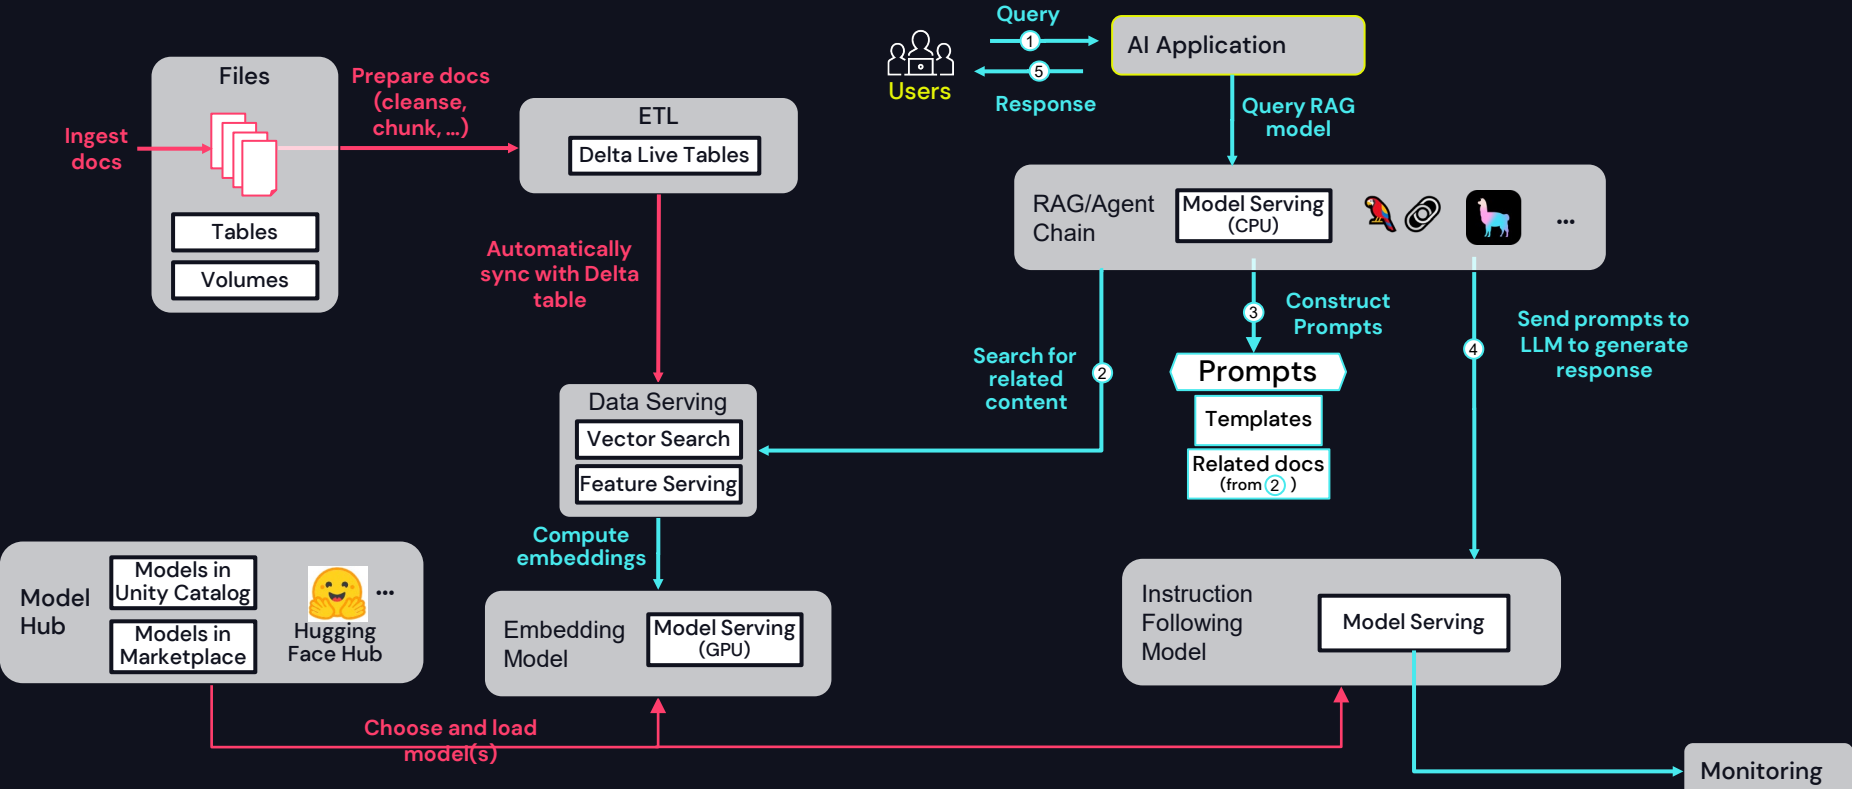 Query
1
AI Application
5
Users
Response
Files
Prepare docs
(cleanse,
chunk, ...)
Ingest
docs
ETL
Delta Live Tables
Tables
Volumes
Query RAG
model
RAG/Agent
Chain
Model Serving
(CPU)
...
Automatically
sync with Delta
table
3
Construct
Prompts
Send prompts to
LLM to generate
response
4
Search for
related
content
2
Prompts
Templates
Related docs
(from 2 )
Data Serving
Vector Search
Feature Serving
Compute
embeddings
Model
Hub
Models in
Unity Catalog
Models in
Marketplace
...
Hugging
Face Hub
Embedding
Model
Model Serving
(GPU)
Instruction
Following
Model
Model Serving
Choose and load
model(s)
Monitoring